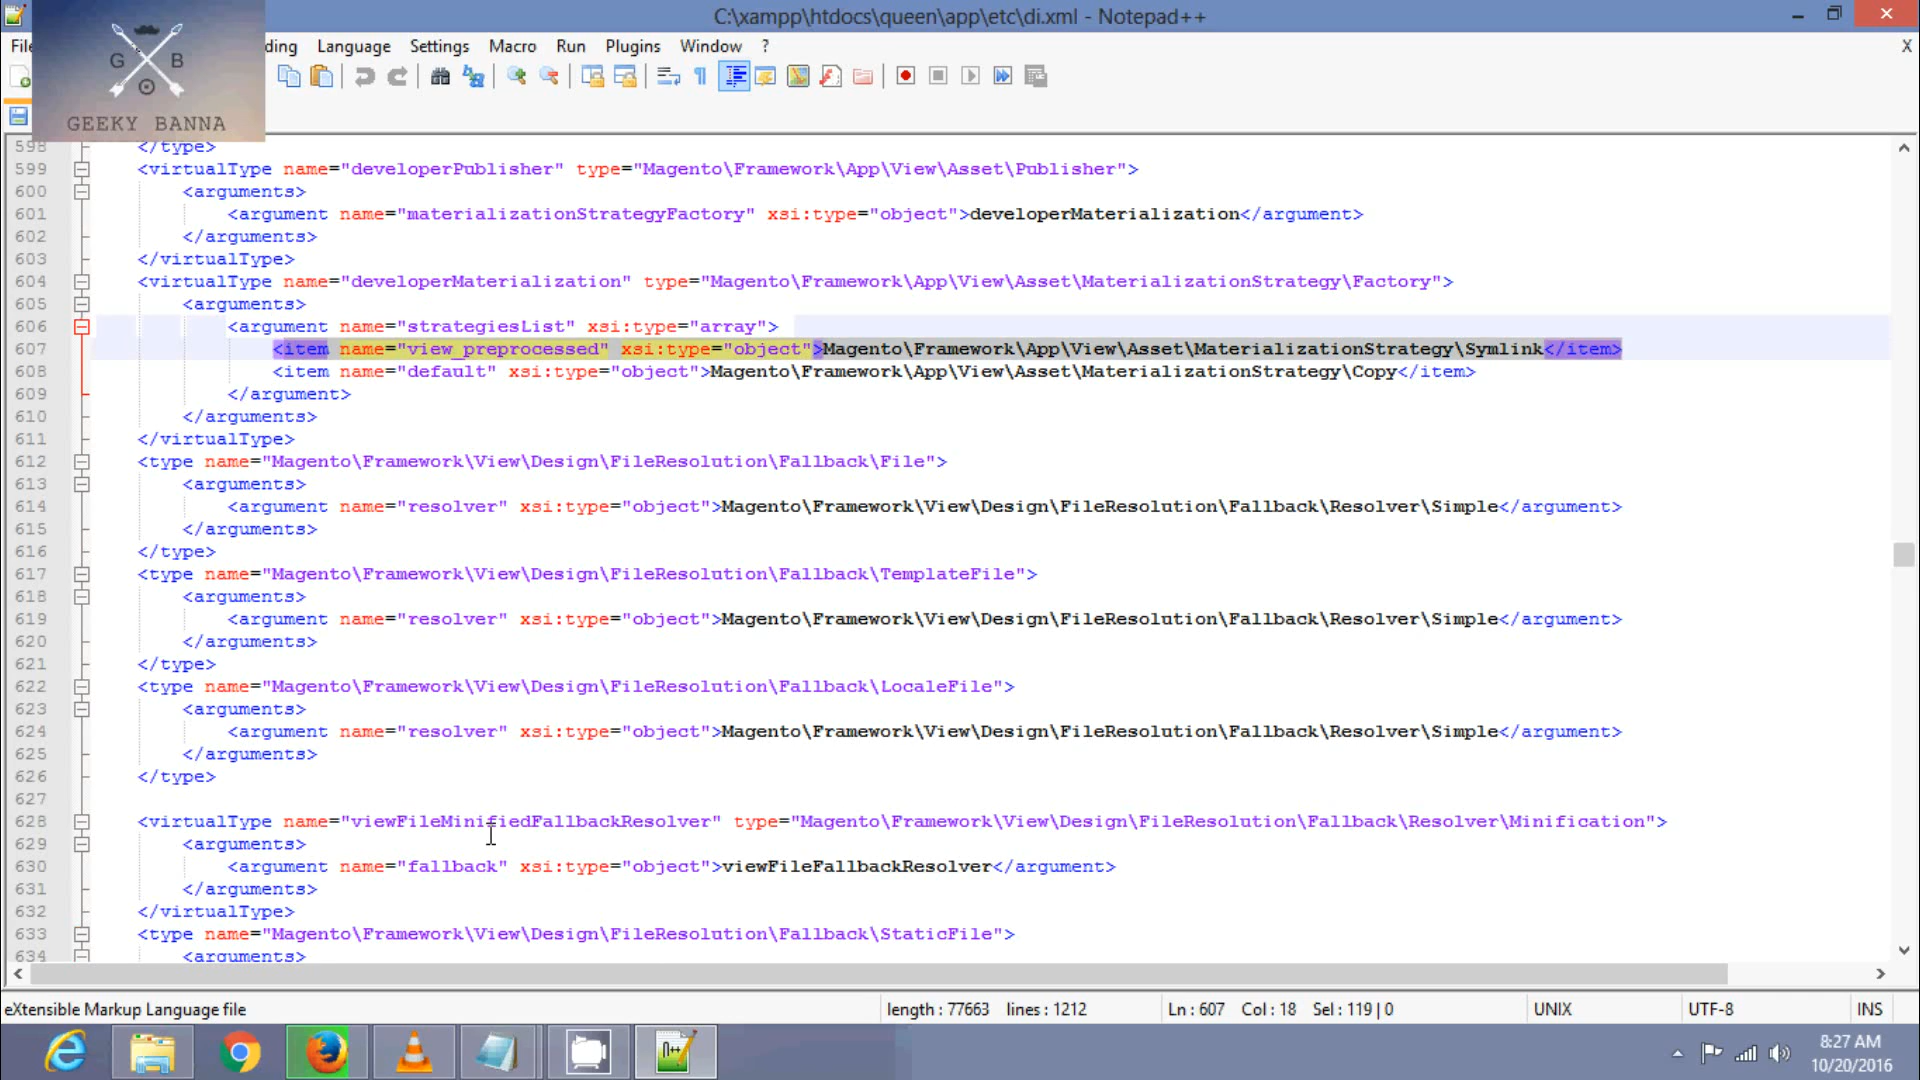 C:\xampp\htdocs\queen\app\etc\di.xml - Notepad++
ding Language Settings Macro Run Plugins Window ? X
G B
GEEKY BANNA
598 </type>
599 <virtualType name="developerPublisher" type="Magento\Framework\App\View\Asset\Publisher">
600 <arguments>
601 <argument name="materializationStrategyFactory" xsi:type="object">developerMaterialization</argument>
602 </arguments>
603 </virtualType>
604 <virtualType name="developerMaterialization" type="Magento\Framework\App\View\Asset\MaterializationStrategy\Factory">
605 <arguments>
606 <argument name="strategiesList" xsi:type="array">
607 <item name="view_preprocessed" xsi:type="object">Magento\Framework\App\View\Asset\MaterializationStrategy\Symlink</item>
608 <item name="default" xsi:type="object">Magento\Framework\App\View\Asset\MaterializationStrategy\Copy</item>
609 </argument>
610 </arguments>
611 </virtualType>
612 <type name="Magento\Framework\View\Design\FileResolution\Fallback\File">
613 <arguments>
614 <argument name="resolver" xsi:type="object">Magento\Framework\View\Design\FileResolution\Fallback\Resolver\Simple</argument>
615 </arguments>
616 </type>
617 <type name="Magento\Framework\View\Design\FileResolution\Fallback\TemplateFile">
618 <arguments>
619 <argument name="resolver" xsi:type="object">Magento\Framework\View\Design\FileResolution\Fallback\Resolver\Simple</argument>
620 </arguments>
621 </type>
622 <type name="Magento\Framework\View\Design\FileResolution\Fallback\LocaleFile">
623 <arguments>
624 <argument name="resolver" xsi:type="object">Magento\Framework\View\Design\FileResolution\Fallback\Resolver\Simple</argument>
625 </arguments>
626 </type>
627
628 <virtualType name="viewFileMinifiedFallbackResolver" type="Magento\Framework\View\Design\FileResolution\Fallback\Resolver\Minification">
629 <arguments>
630 <argument name="fallback" xsi:type="object">viewFileFallbackResolver</argument>
631 </arguments>
632 </virtualType>
633 <type name="Magento\Framework\View\Design\FileResolution\Fallback\StaticFile">
634 <arguments>
eXtensible Markup Language file length : 77663 lines : 1212 Ln : 607 Col : 18 Sel : 119 | 0 UNIX UTF-8 INS
8:27 AM
10/20/2016